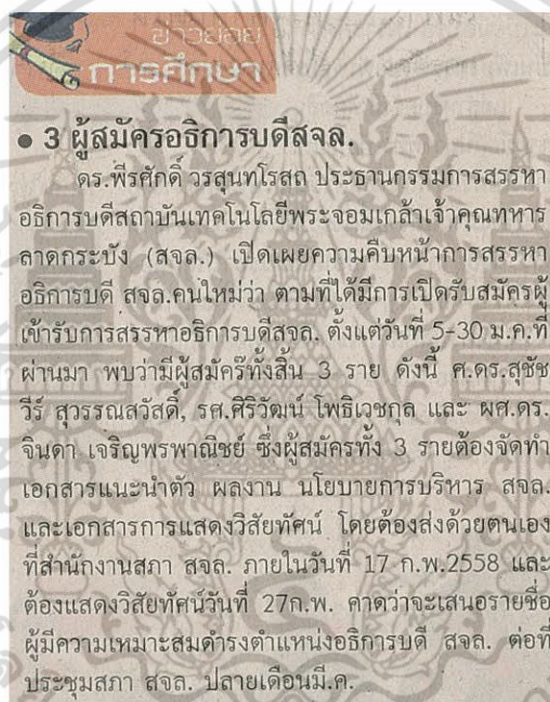 ข่าวย่อย
การศึกษา
• 3 ผู้สมัครอธิการบดีสจล.
ดร.พีรศักดิ์ วรสุนทโรสถ ประธานกรรมการสรรหา
อธิการบดีสถาบันเทคโนโลยีพระจอมเกล้าเจ้าคุณทหาร
ลาดกระบัง (สจล.) เปิดเผยความคืบหน้าการสรรหา
อธิการบดี สจล.คนใหม่ว่า ตามที่ได้มีการเปิดรับสมัครผู้
เข้ารับการสรรหาอธิการบดีสจล. ตั้งแต่วันที่ 5-30 ม.ค.ที่
ผ่านมา พบว่ามีผู้สมัครทั้งสิ้น 3 ราย ดังนี้ ศ.ดร.สุชัช
วีร์ สุวรรณสวัสดิ์, รศ.ศิริวัฒน์ โพธิเวชกุล และ ผศ.ดร.
จินดา เจริญพรพาณิชย์ ซึ่งผู้สมัครทั้ง 3 รายต้องจัดทำ
เอกสารแนะนำตัว ผลงาน นโยบายการบริหาร สจล.
และเอกสารการแสดงวิสัยทัศน์ โดยต้องส่งด้วยตนเอง
ที่สำนักงานสภา สจล. ภายในวันที่ 17 ก.พ.2558 และ
ต้องแสดงวิสัยทัศน์วันที่ 27ก.พ. คาดว่าจะเสนอรายชื่อ
ผู้มีความเหมาะสมดำรงตำแหน่งอธิการบดี สจล. ต่อที่
ประชุมสภา สจล. ปลายเดือนมี.ค.